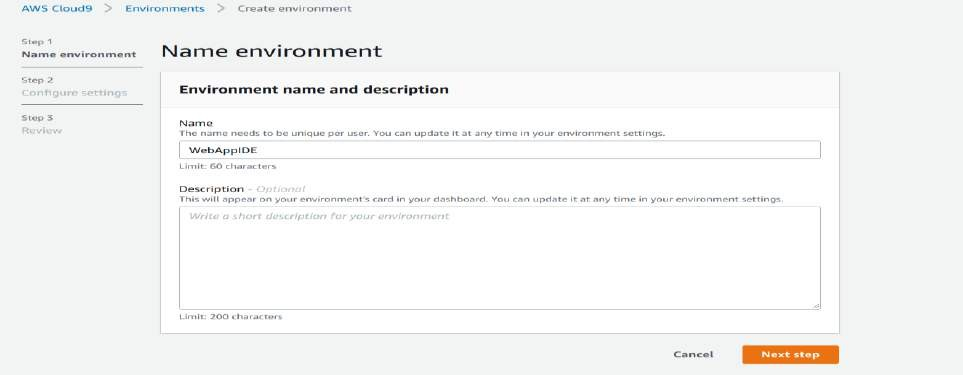 AWS Cloud9 > Environments > Create environment
Step 1
Name environment
Step 2
Configure settings
Step 3
Review
Name environment
Environment name and description
Name
The name needs to be unique per user. You can update it at any time in your environment settings.
WebAppIDE
Limit: 60 characters
Description – Optional
This will appear on your environment's card in your dashboard. You can update it at any time in your environment settings.
Write a short description for your environment
Limit: 200 characters
Cancel
Next step